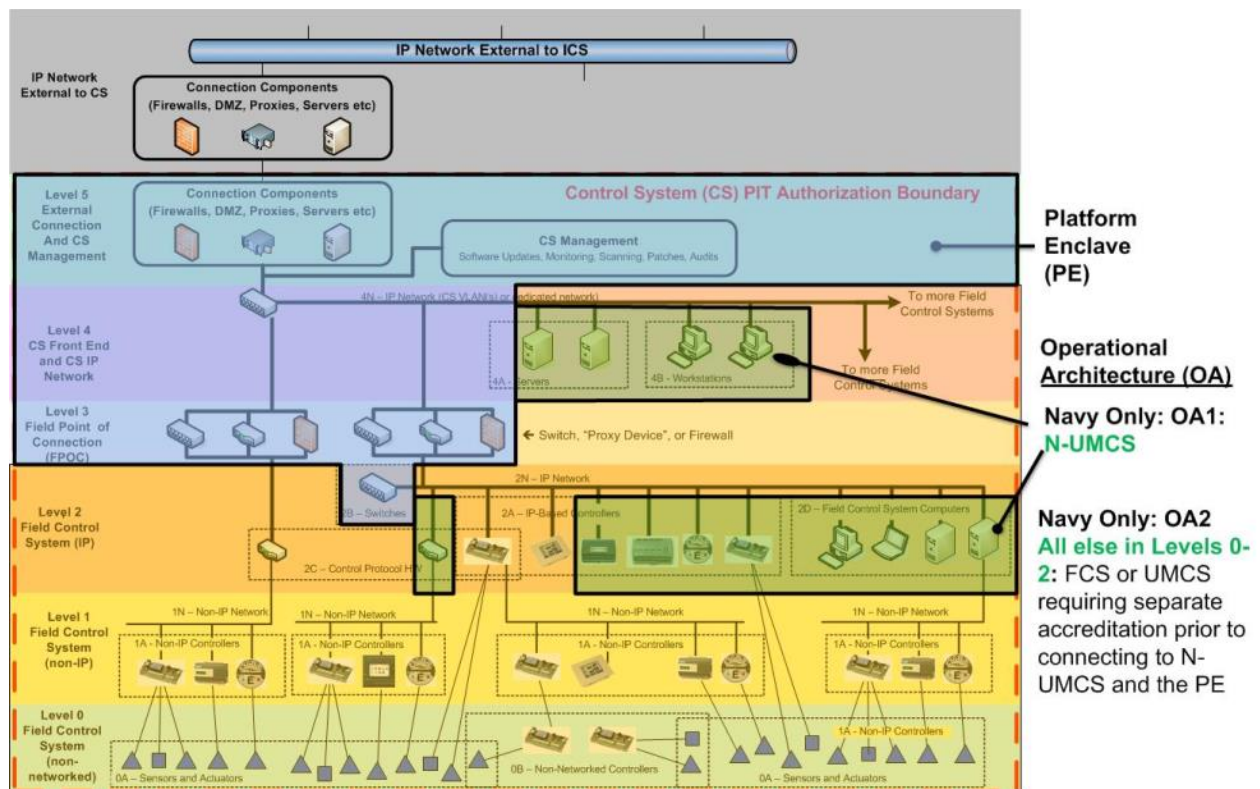 IP Network External to ICS
IP Network
External to CS
Connection Components
(Firewalls, DMZ, Proxies, Servers etc)
Level 5
External
Connection
And CS
Management
Connection Components
(Firewalls, DMZ, Proxies, Servers etc)
Control System (CS) PIT Authorization Boundary
CS Management
Software Updates, Monitoring, Scanning, Patches, Audits
Platform
Enclave
(PE)
4N – IP Network (CS VLAN(s) or dedicated network)
To more Field
Control Systems
Level 4
CS Front End
and CS IP
Network
4A - Servers
4B - Workstations
To more Field
Control Systems
Operational
Architecture (OA)
Level 3
Field Point of
Connection
(FPOC)
← Switch, "Proxy Device", or Firewall
Navy Only: OA1:
N-UMCS
Level 2
Field Control
System (IP)
2N – IP Network
2B – Switches
2A – IP-Based Controllers
2D – Field Control System Computers
2C – Control Protocol H/W
Navy Only: OA2
All else in Levels 0-
2: FCS or UMCS
requiring separate
accreditation prior to
connecting to N-
UMCS and the PE
Level 1
Field Control
System
(non-IP)
1N – Non-IP Network
1N – Non-IP Network
1N – Non-IP Network
1N – Non-IP Network
1A - Non-IP Controllers
1A - Non-IP Controllers
1A - Non-IP Controllers
1A - Non-IP Controllers
Level 0
Field Control
System
(non-
networked)
1A – Non-IP Controllers
0A – Sensors and Actuators
0B – Non-Networked Controllers
0A – Sensors and Actuators